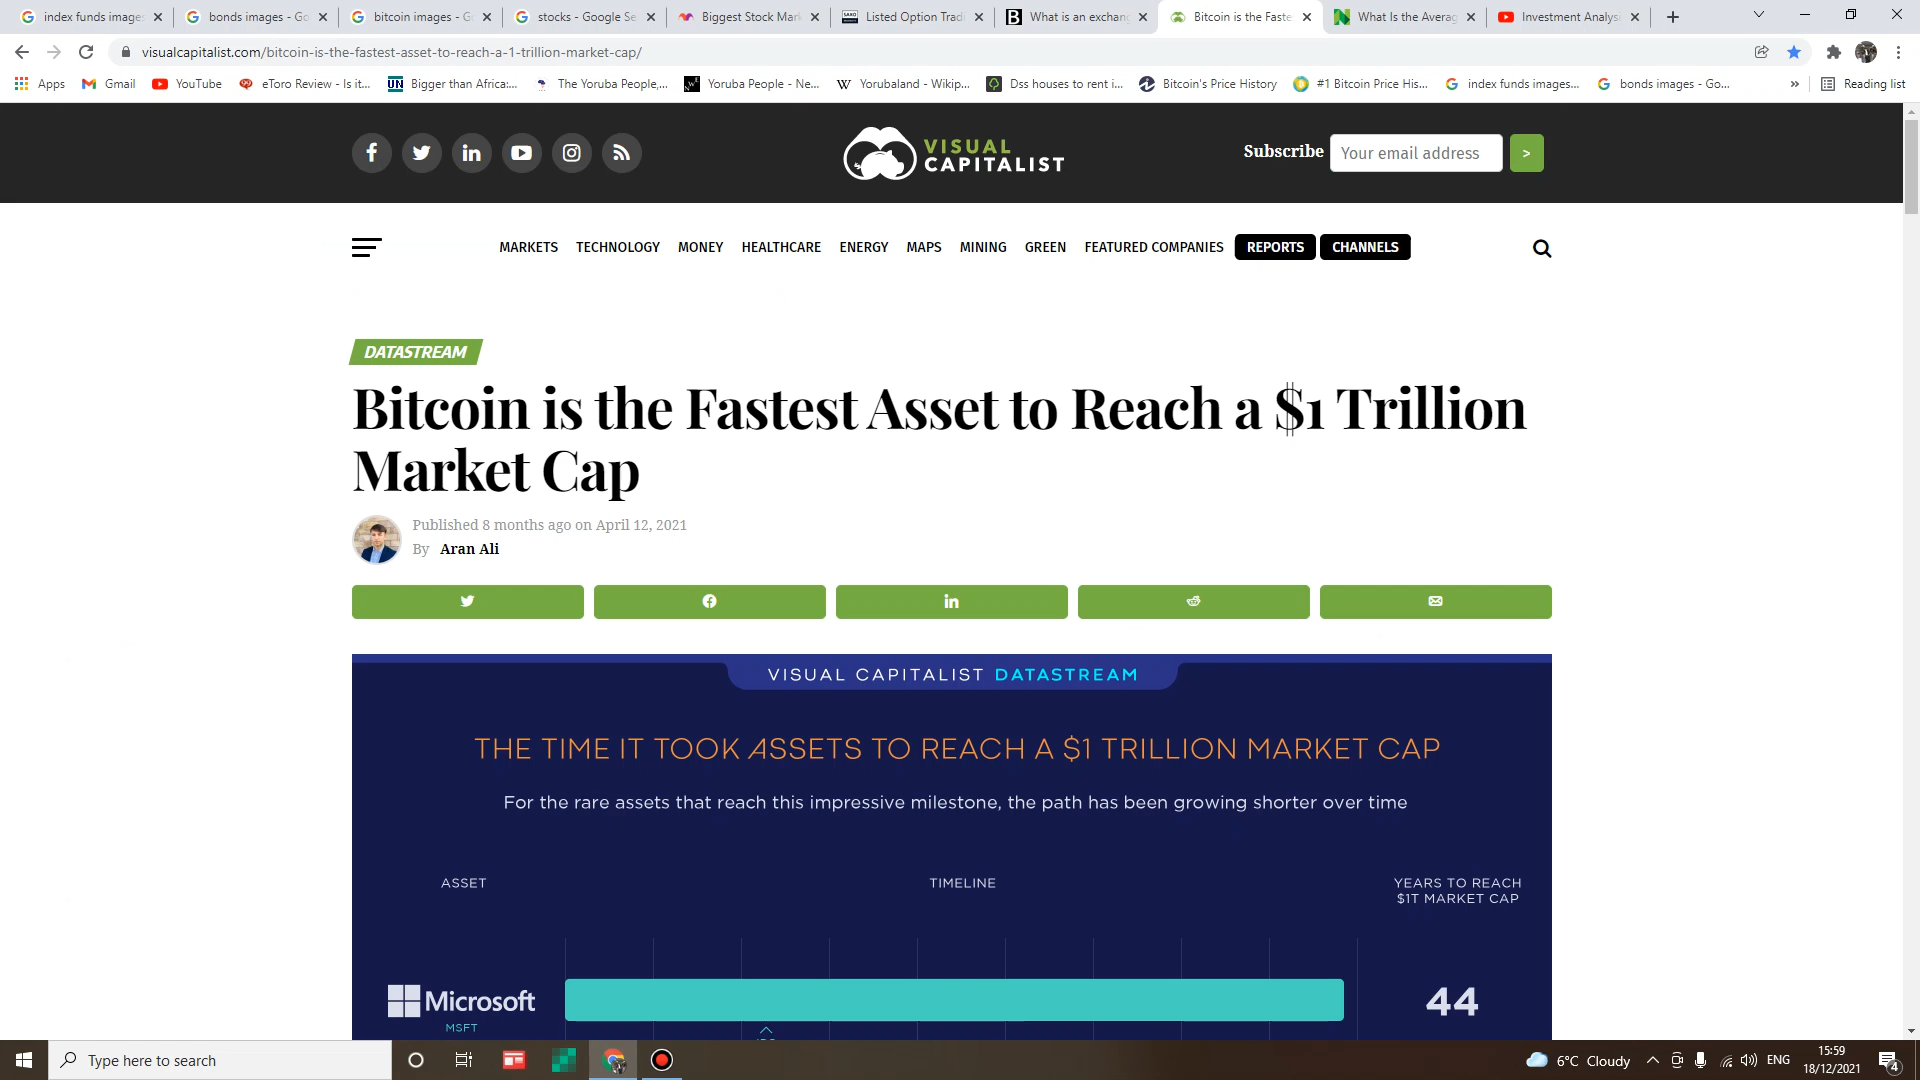 index funds images
bonds images - Go
bitcoin images - G
stocks - Google Se
Biggest Stock Mark
Listed Option Trad
What is an exchang
Bitcoin is the Faste
What Is the Averag
Investment Analysi
visualcapitalist.com/bitcoin-is-the-fastest-asset-to-reach-a-1-trillion-market-cap/
Apps
Gmail
YouTube
eToro Review - Is it...
UN
Bigger than Africa:...
The Yoruba People,...
Yoruba People - Ne...
W
Yorubaland - Wikip...
Dss houses to rent i...
Bitcoin's Price History
#1 Bitcoin Price His...
index funds images...
bonds images - Go...
»
Reading list
VISUAL
CAPITALIST
Subscribe
Your email address
>
MARKETS TECHNOLOGY MONEY HEALTHCARE ENERGY MAPS MINING GREEN FEATURED COMPANIES REPORTS CHANNELS
DATASTREAM
Bitcoin is the Fastest Asset to Reach a $1 Trillion
Market Cap
Published 8 months ago on April 12, 2021
By Aran Ali
VISUAL CAPITALIST DATASTREAM
THE TIME IT TOOK ASSETS TO REACH A $1 TRILLION MARKET CAP
For the rare assets that reach this impressive milestone, the path has been growing shorter over time
ASSET
TIMELINE
YEARS TO REACH
$1T MARKET CAP
Microsoft
MSFT
44
Type here to search
6°C Cloudy
ENG
15:59
18/12/2021
4